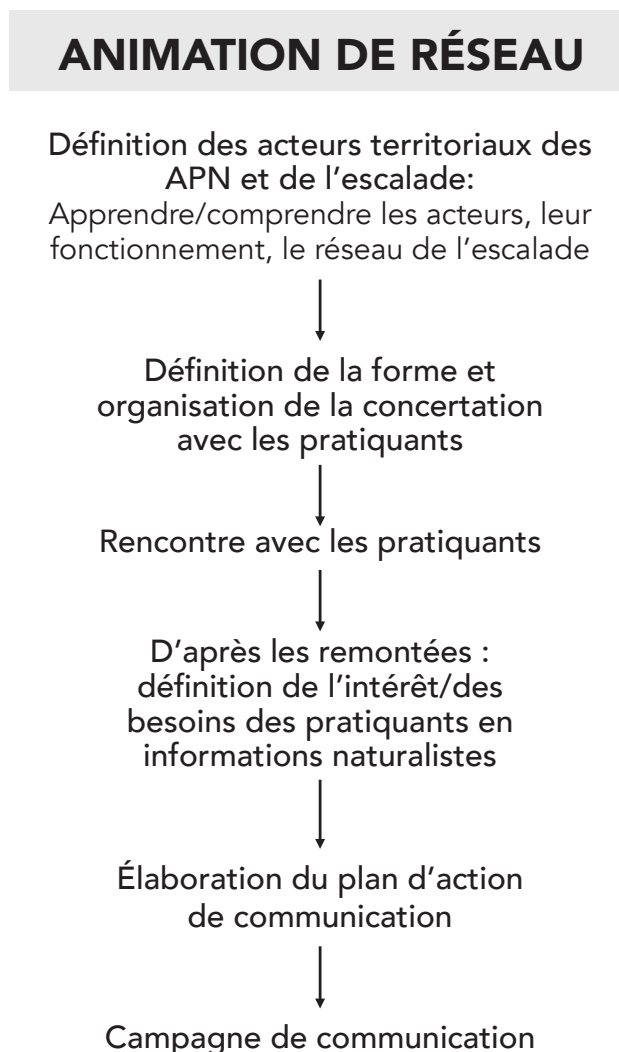 ANIMATION DE RÉSEAU
Définition des acteurs territoriaux des
APN et de l'escalade:
Apprendre/comprendre les acteurs, leur
fonctionnement, le réseau de l'escalade
Définition de la forme et
organisation de la concertation
avec les pratiquants
Rencontre avec les pratiquants
D'après les remontées :
définition de l'intérêt/des
besoins des pratiquants en
informations naturalistes
Élaboration du plan d'action
de communication
Campagne de communication